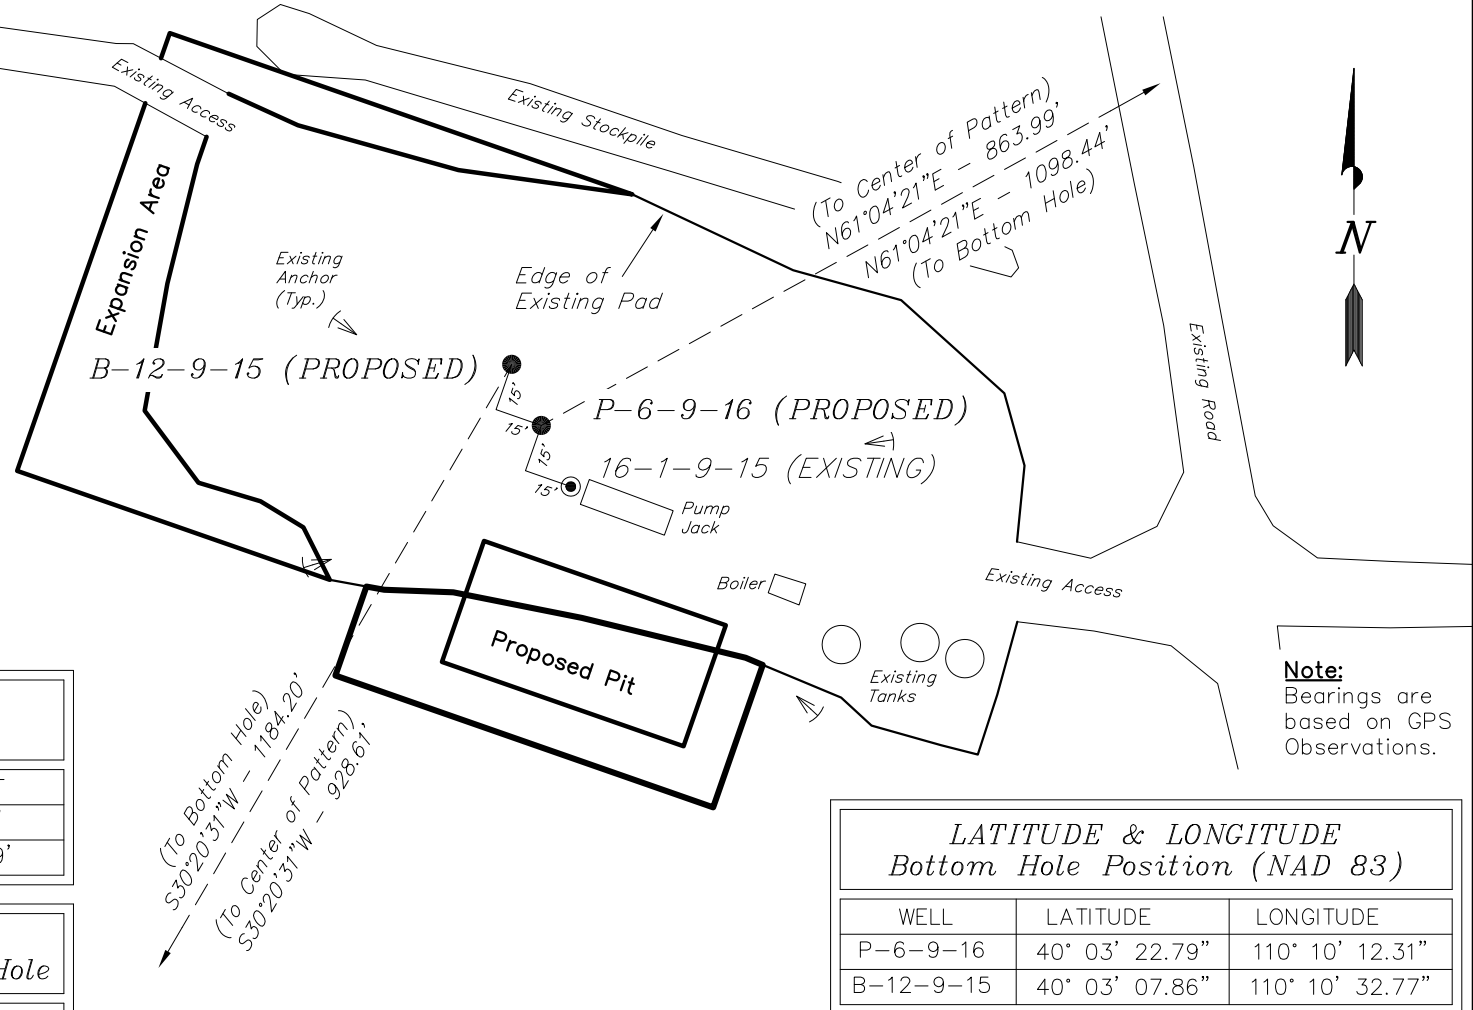 Existing Access
Existing Stockpile
(To Center of Pattern)
N61°04'21"E - 863.99'
N61°04'21"E - 1098.44'
(To Bottom Hole)
N
Expansion Area
Existing
Anchor
(Typ.)
Edge of
Existing Pad
Existing Road
B-12-9-15 (PROPOSED)
15'
15'
P-6-9-16 (PROPOSED)
15'
15'
16-1-9-15 (EXISTING)
Pump
Jack
Boiler
Existing Access
Proposed Pit
Existing
Tanks
Note:
Bearings are
based on GPS
Observations.
(To Bottom Hole)
S30°20'31"W - 1184.20'
(To Center of Pattern)
S30°20'31"W - 928.61'
Hole
LATITUDE & LONGITUDE
Bottom Hole Position (NAD 83)
WELL LATITUDE LONGITUDE
P-6-9-16 40° 03' 22.79" 110° 10' 12.31"
B-12-9-15 40° 03' 07.86" 110° 10' 32.77"